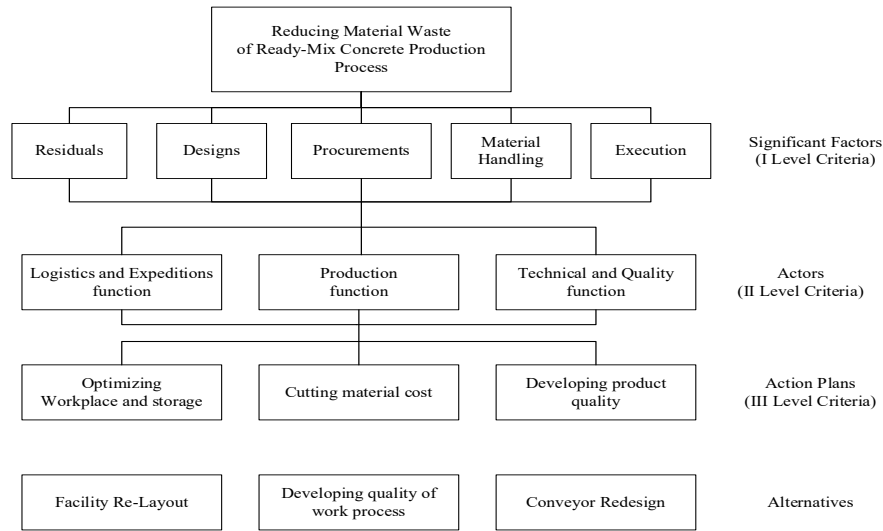 Reducing Material Waste
of Ready-Mix Concrete Production
Process
Residuals
Designs
Procurements
Material
Handling
Execution
Significant Factors
(I Level Criteria)
Logistics and Expeditions
function
Production
function
Technical and Quality
function
Actors
(II Level Criteria)
Optimizing
Workplace and storage
Cutting material cost
Developing product
quality
Action Plans
(III Level Criteria)
Facility Re-Layout
Developing quality of
work process
Conveyor Redesign
Alternatives